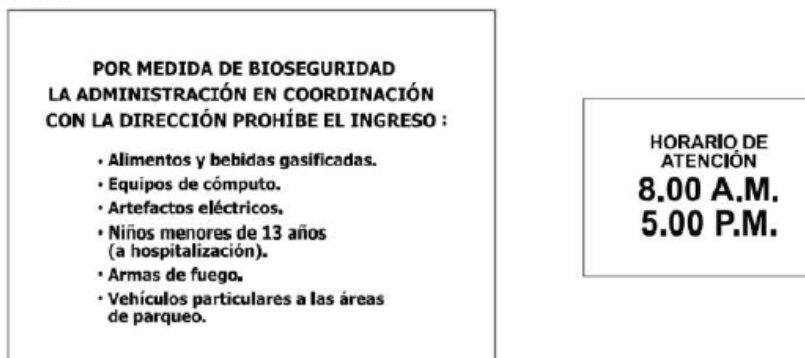 POR MEDIDA DE BIOSEGURIDAD
LA ADMINISTRACIÓN EN COORDINACIÓN
CON LA DIRECCIÓN PROHÍBE EL INGRESO :
• Alimentos y bebidas gasificadas.
• Equipos de cómputo.
• Artefactos eléctricos.
• Niños menores de 13 años
(a hospitalización).
• Armas de fuego.
• Vehículos particulares a las áreas
de parqueo.
HORARIO DE
ATENCIÓN
8.00 A.M.
5.00 P.M.